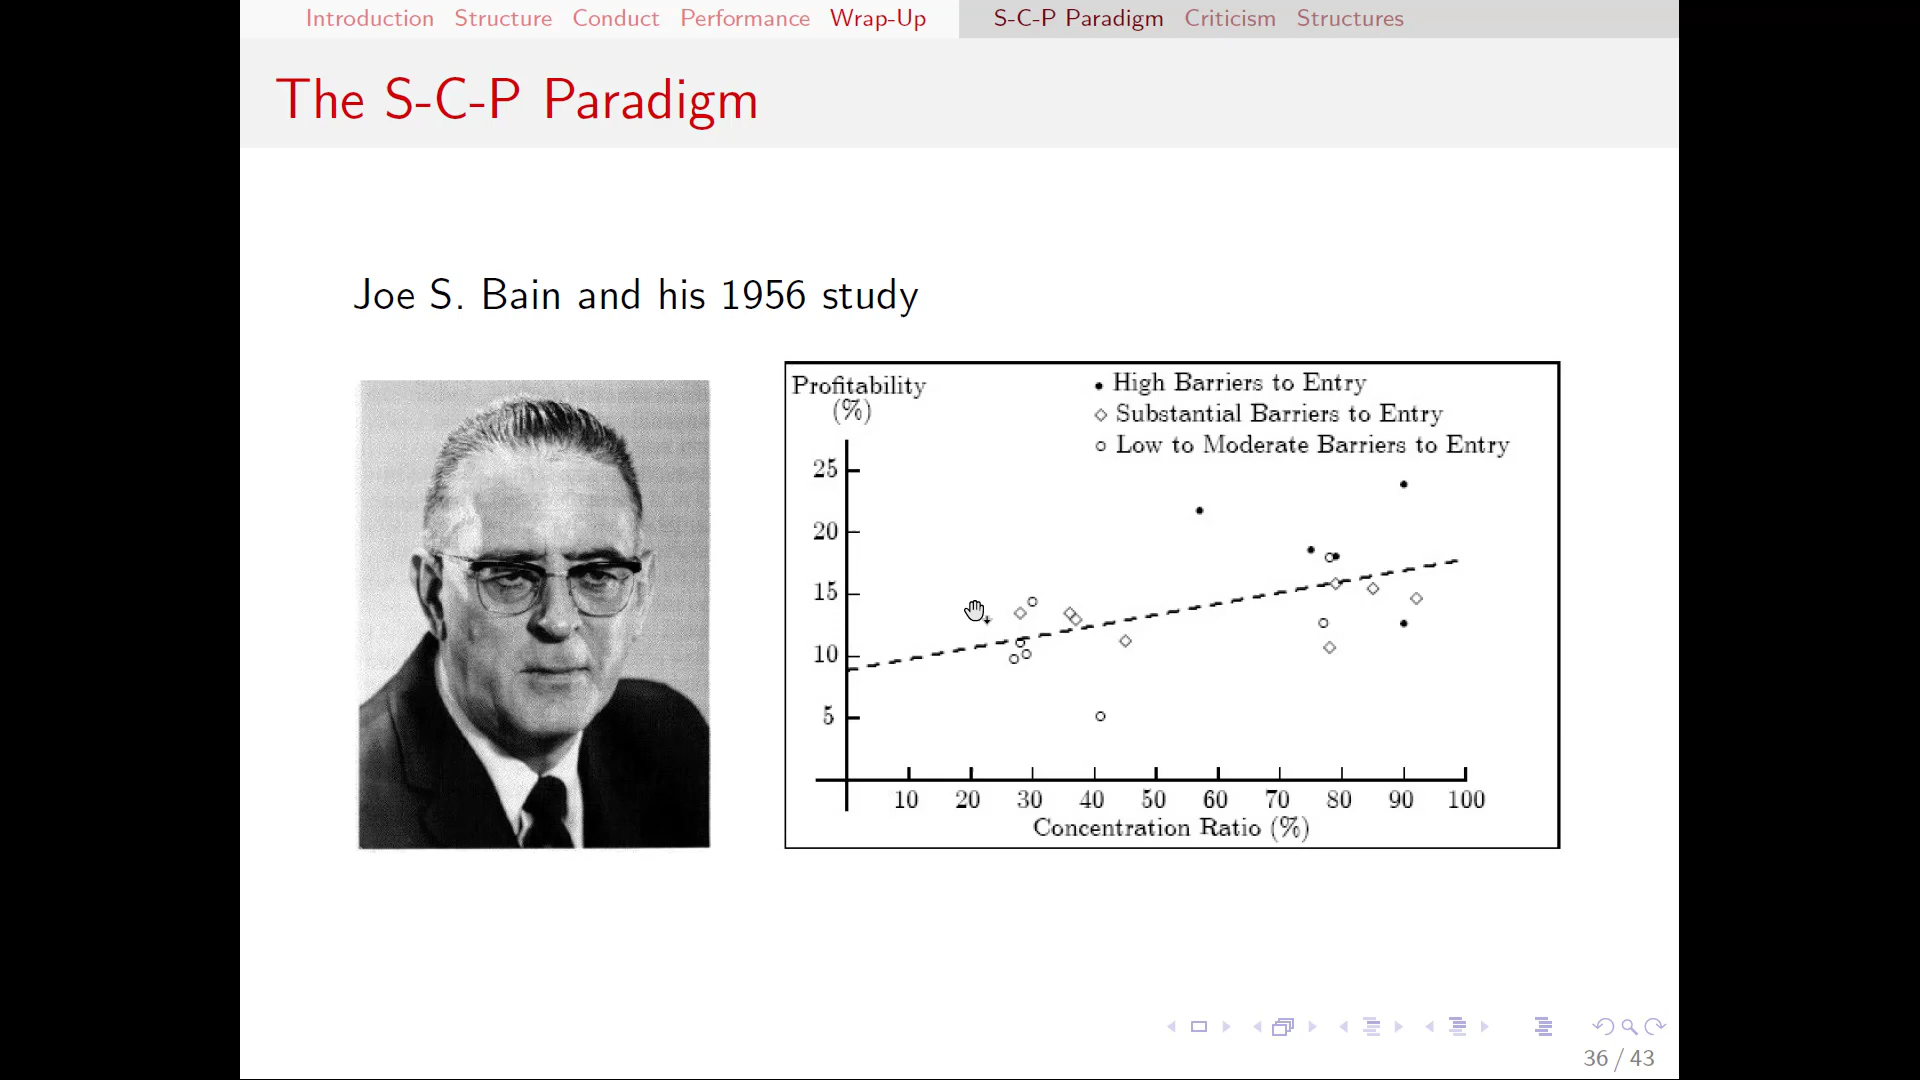 Introduction Structure Conduct Performance Wrap-Up S-C-P Paradigm Criticism Structures
The S-C-P Paradigm
Joe S. Bain and his 1956 study
Profitability
(%)
High Barriers to Entry
Substantial Barriers to Entry
Low to Moderate Barriers to Entry
25
20
15
10
5
10 20 30 40 50 60 70 80 90 100
Concentration Ratio (%)
36 / 43